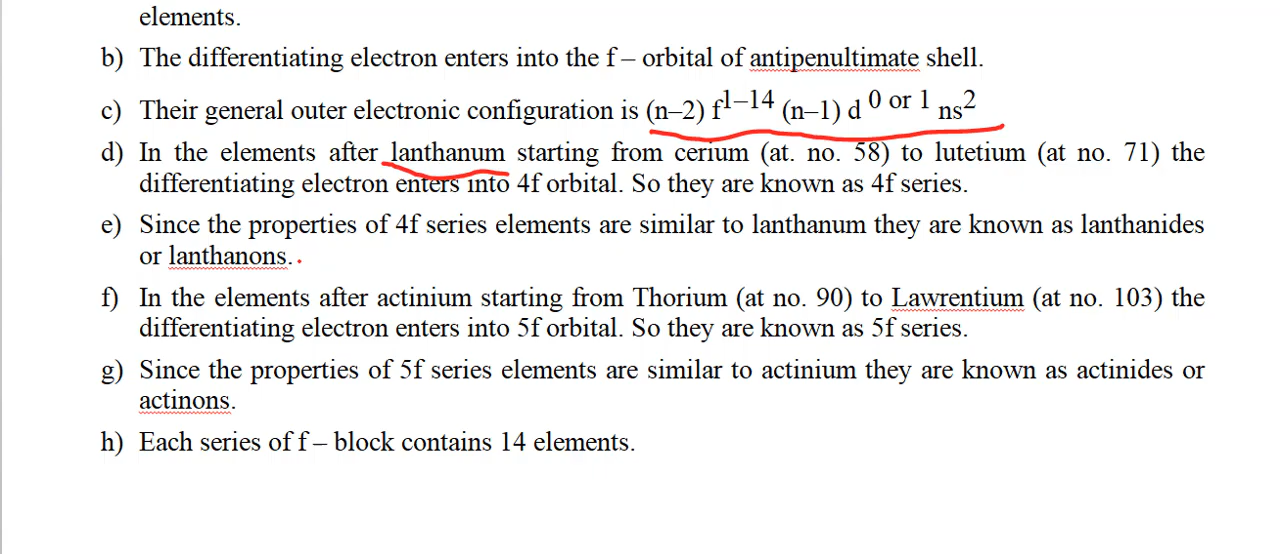 elements.
b) The differentiating electron enters into the f – orbital of antipenultimate shell.
c) Their general outer electronic configuration is (n–2) f¹⁻¹⁴ (n–1) d ⁰ ᵒʳ ¹ ns²
d) In the elements after lanthanum starting from cerium (at. no. 58) to lutetium (at no. 71) the
differentiating electron enters into 4f orbital. So they are known as 4f series.
e) Since the properties of 4f series elements are similar to lanthanum they are known as lanthanides
or lanthanons..
f) In the elements after actinium starting from Thorium (at no. 90) to Lawrentium (at no. 103) the
differentiating electron enters into 5f orbital. So they are known as 5f series.
g) Since the properties of 5f series elements are similar to actinium they are known as actinides or
actinons.
h) Each series of f – block contains 14 elements.